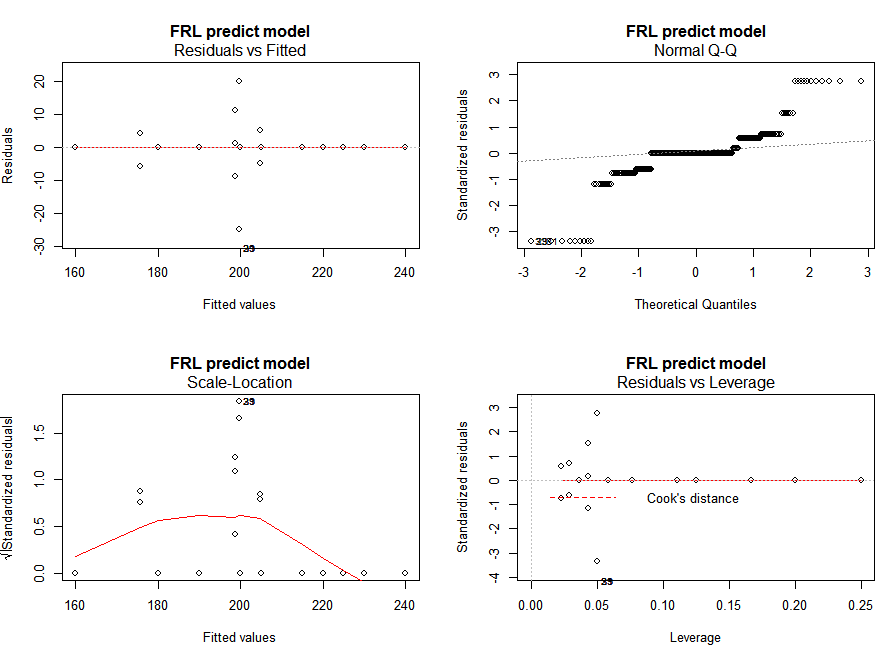 FRL predict model
Residuals vs Fitted
Residuals
20
10
0
-10
-20
-30
160 180 200 220 240
Fitted values
FRL predict model
Normal Q-Q
Standardized residuals
3
2
1
0
-1
-2
-3
-3 -2 -1 0 1 2 3
Theoretical Quantiles
FRL predict model
Scale-Location
√|Standardized residuals|
1.5
1.0
0.5
0.0
160 180 200 220 240
Fitted values
FRL predict model
Residuals vs Leverage
Standardized residuals
3
2
1
0
-1
-2
-3
-4
Cook's distance
0.00 0.05 0.10 0.15 0.20 0.25
Leverage